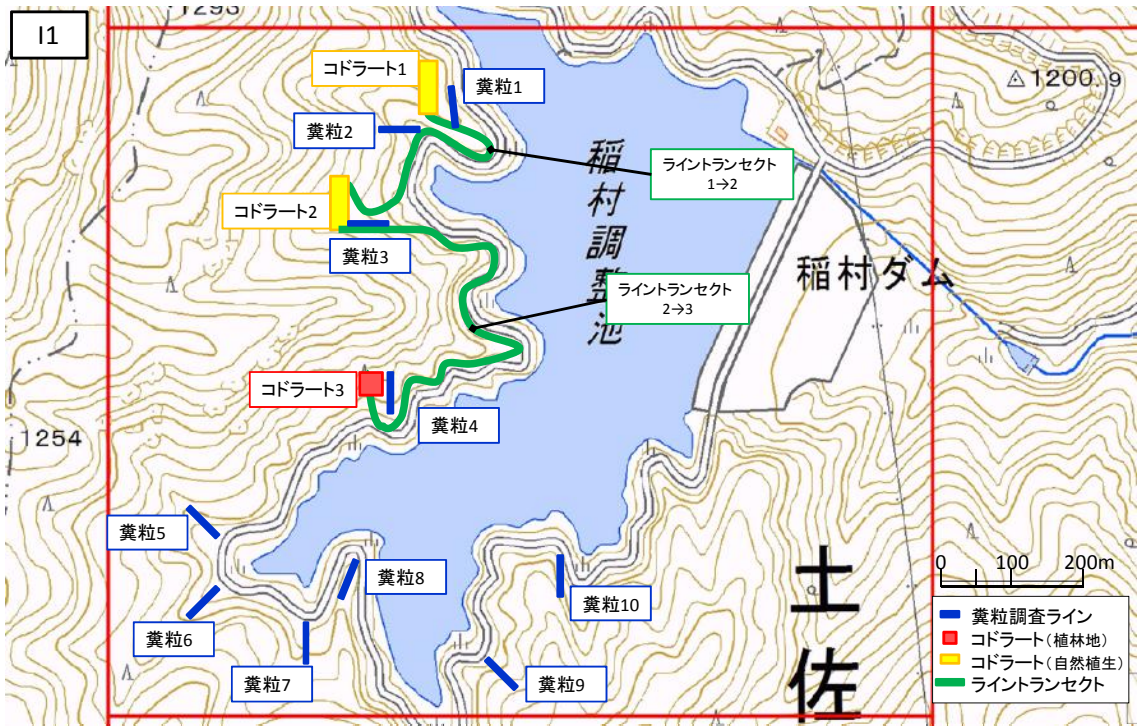 I1
1293
コドラート1
糞粒1
糞粒2
1200.9
ライントランセクト
1→2
稲村調整池
コドラート2
糞粒3
稲村ダム
ライントランセクト
2→3
コドラート3
糞粒4
1254
糞粒5
糞粒8
糞粒10
糞粒6
糞粒7
糞粒9
土佐
0 100 200m
糞粒調査ライン
コドラート(植林地)
コドラート(自然植生)
ライントランセクト